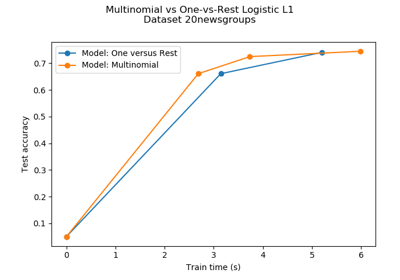 Multinomial vs One-vs-Rest Logistic L1
Dataset 20newsgroups
Model: One versus Rest
Model: Multinomial
Test accuracy
0.7
0.6
0.5
0.4
0.3
0.2
0.1
0 1 2 3 4 5 6
Train time (s)